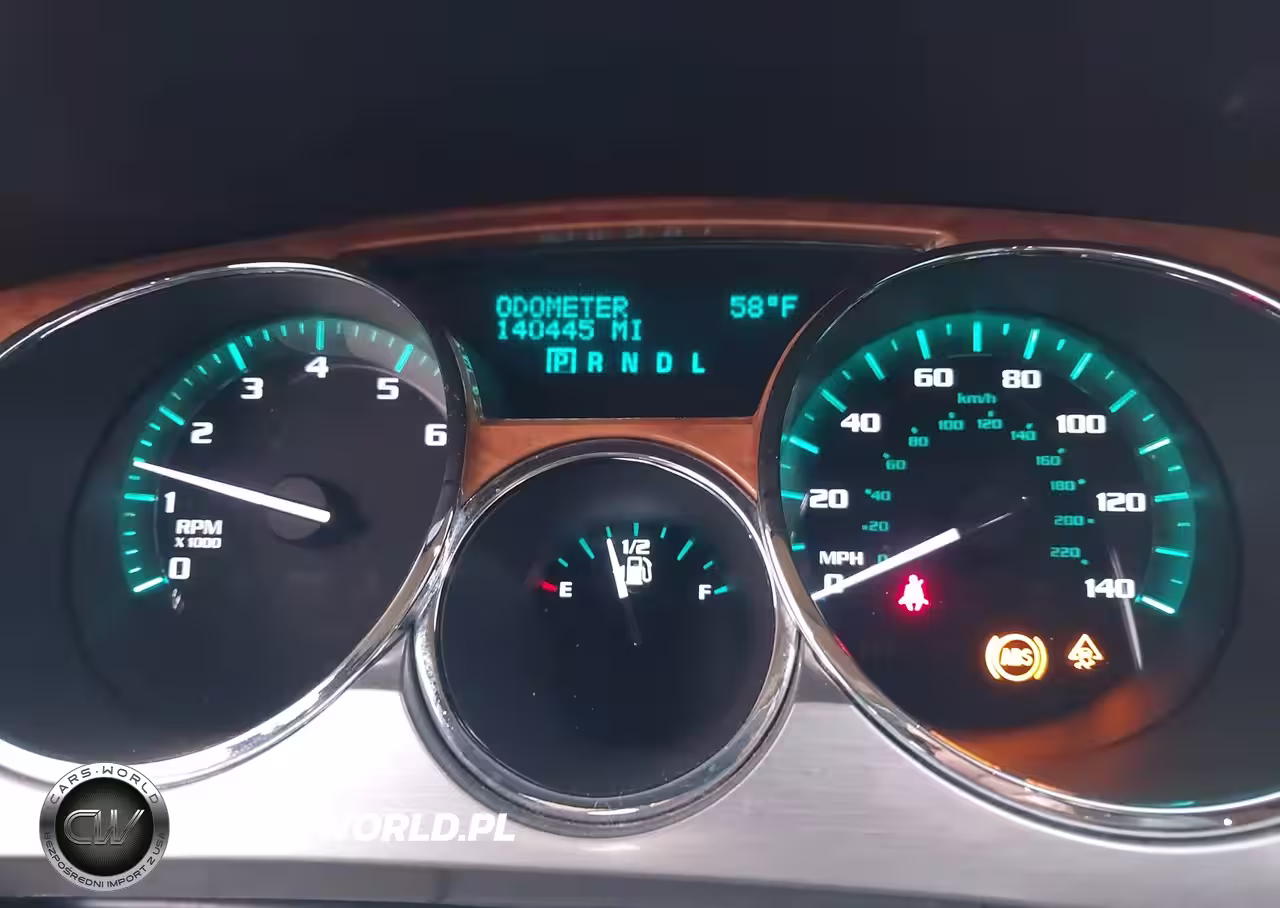 ODOMETER 58°F
140445 MI
P R N D L
0 1 2 3 4 5 6
RPM
X 1000
E 1/2 F
0 20 40 60 80 100 120 140
MPH
km/h
0 20 40 60 80 100 120 140 160 180 200 220
ABS
CARS·WORLD
CW
BEZPOŚREDNI IMPORT Z USA
WORLD.PL